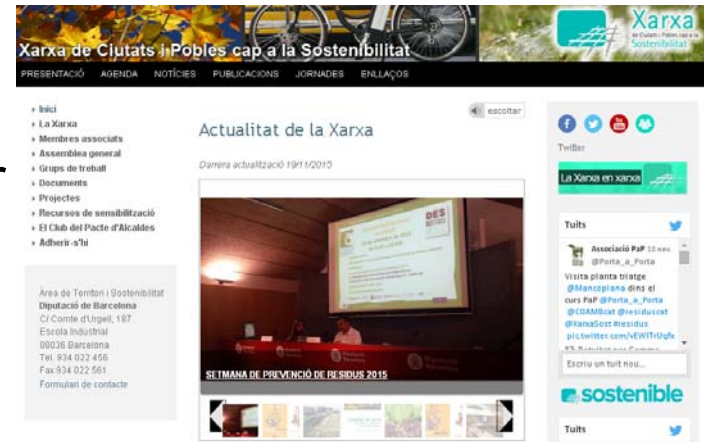 Xarxa de Ciutats i Pobles cap a la Sostenibilitat
Xarxa
de Ciutats i Pobles cap a la
Sostenibilitat
PRESENTACIÓ AGENDA NOTÍCIES PUBLICACIONS JORNADES ENLLAÇOS
Inici
La Xarxa
Membres associats
Assemblea general
Grups de treball
Documents
Projectes
Recursos de sensibilització
El Club del Pacte d'Alcaldes
Adherir-s'hi
Àrea de Territori i Sostenibilitat
Diputació de Barcelona
C/ Comte d'Urgell, 187
Escola Industrial
08036 Barcelona
Tel. 934 022 456
Fax 934 022 561
Formulari de contacte
escoltar
Actualitat de la Xarxa
Darrera actualització 19/11/2015
DES
SETMANA DE PREVENCIÓ DE RESIDUS 2015
You
Twitter
La Xarxa en xarxa
Tuits
Associació PaP 18 nov
@Porta_a_Porta
Visita planta triatge
@Mancoplana dins el
curs PaP @Porta_a_Porta
@COAMBcat @residuscat
@XarxaSost #residus
Escriu un tuit nou...
sostenible
Tuits